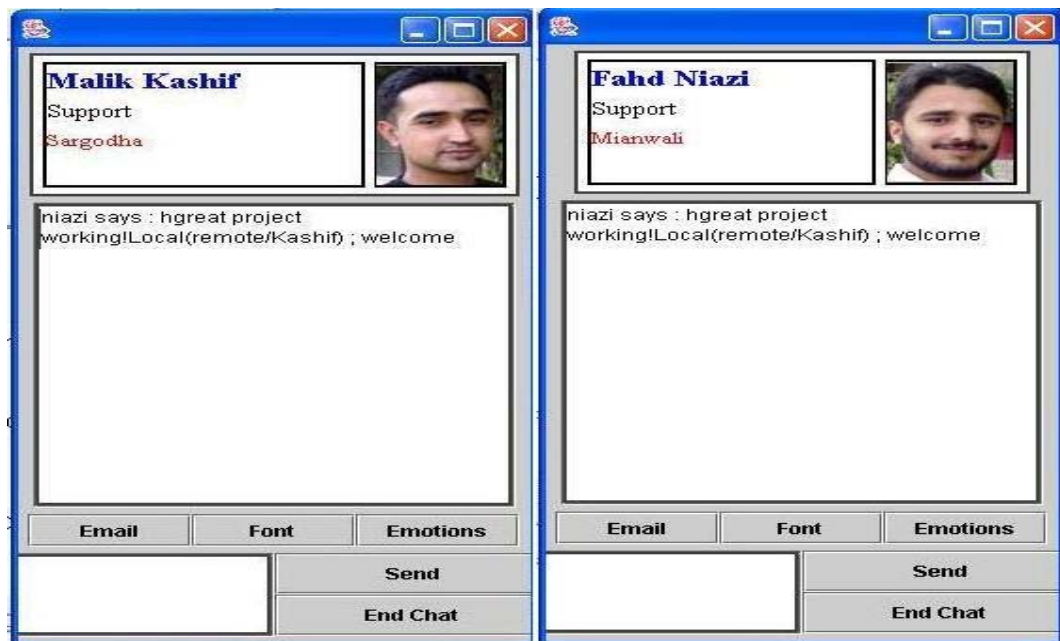 Malik Kashif
Support
Sargodha
niazi says : hgreat project
working!Local(remote/Kashif) ; welcome
Email Font Emotions
Send
End Chat
Fahd Niazi
Support
Mianwali
niazi says : hgreat project
working!Local(remote/Kashif) ; welcome
Email Font Emotions
Send
End Chat